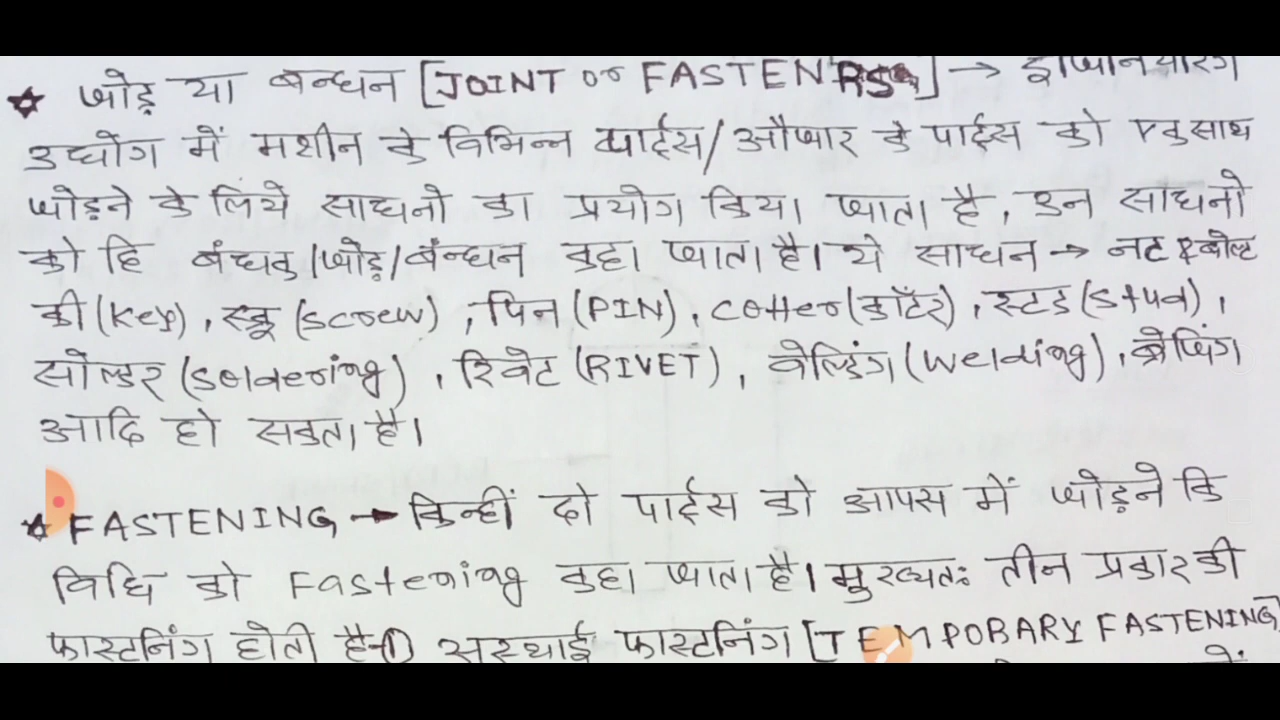 ☆ जोड़ या बन्धन [JOINT or FASTENRS] → इंजीनियरिंग
उद्योग में मशीन के विभिन्न पार्ट्स/औजार के पार्ट्स को एकसाथ
जोड़ने के लिये साधनो का प्रयोग किया जाता है, उन साधनो
को हि बंधक/जोड़/बंन्धन कहा जाता है। ये साधन → नट & बोल्ट
की (Key), स्क्रू (screw), पिन (PIN), cotter (कॉटर), स्टड (stud),
सोल्डर (soldering), रिवेट (RIVET), वेल्डिंग (welding), ब्रेजिंग
आदि हो सकता है।
☆ FASTENING → किन्हीं दो पार्ट्स को आपस में जोड़ने कि
विधि को Fastening कहा जाता है। मुख्यतः तीन प्रकार की
फास्टनिंग होती है-① अस्थाई फास्टनिंग [TEMPORARY FASTENING]